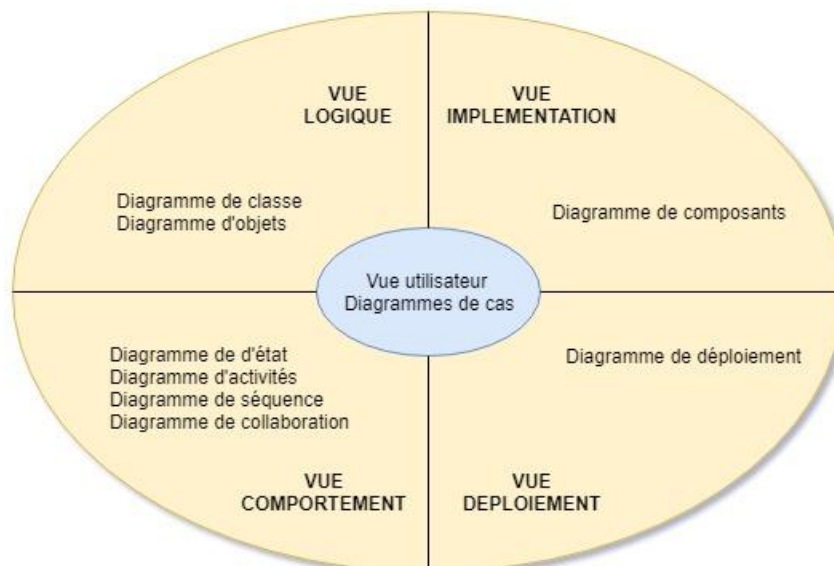 VUE
LOGIQUE
VUE
IMPLEMENTATION
Diagramme de classe
Diagramme d'objets
Diagramme de composants
Vue utilisateur
Diagrammes de cas
Diagramme de d'état
Diagramme d'activités
Diagramme de séquence
Diagramme de collaboration
Diagramme de déploiement
VUE
COMPORTEMENT
VUE
DEPLOIEMENT